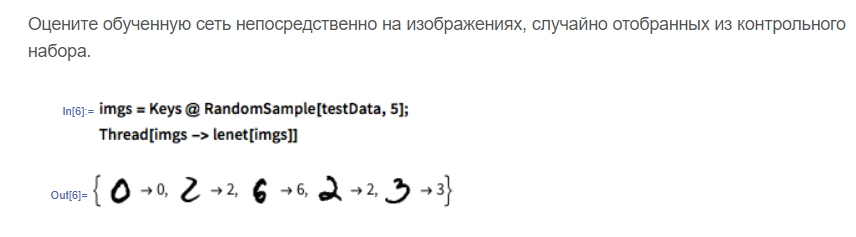 Оцените обученную сеть непосредственно на изображениях, случайно отобранных из контрольного
набора.
In[6]:= imgs = Keys @ RandomSample[testData, 5];
Thread[imgs -> lenet[imgs]]
Out[6]= { 0 → 0, 2 → 2, 6 → 6, 2 → 2, 3 → 3}